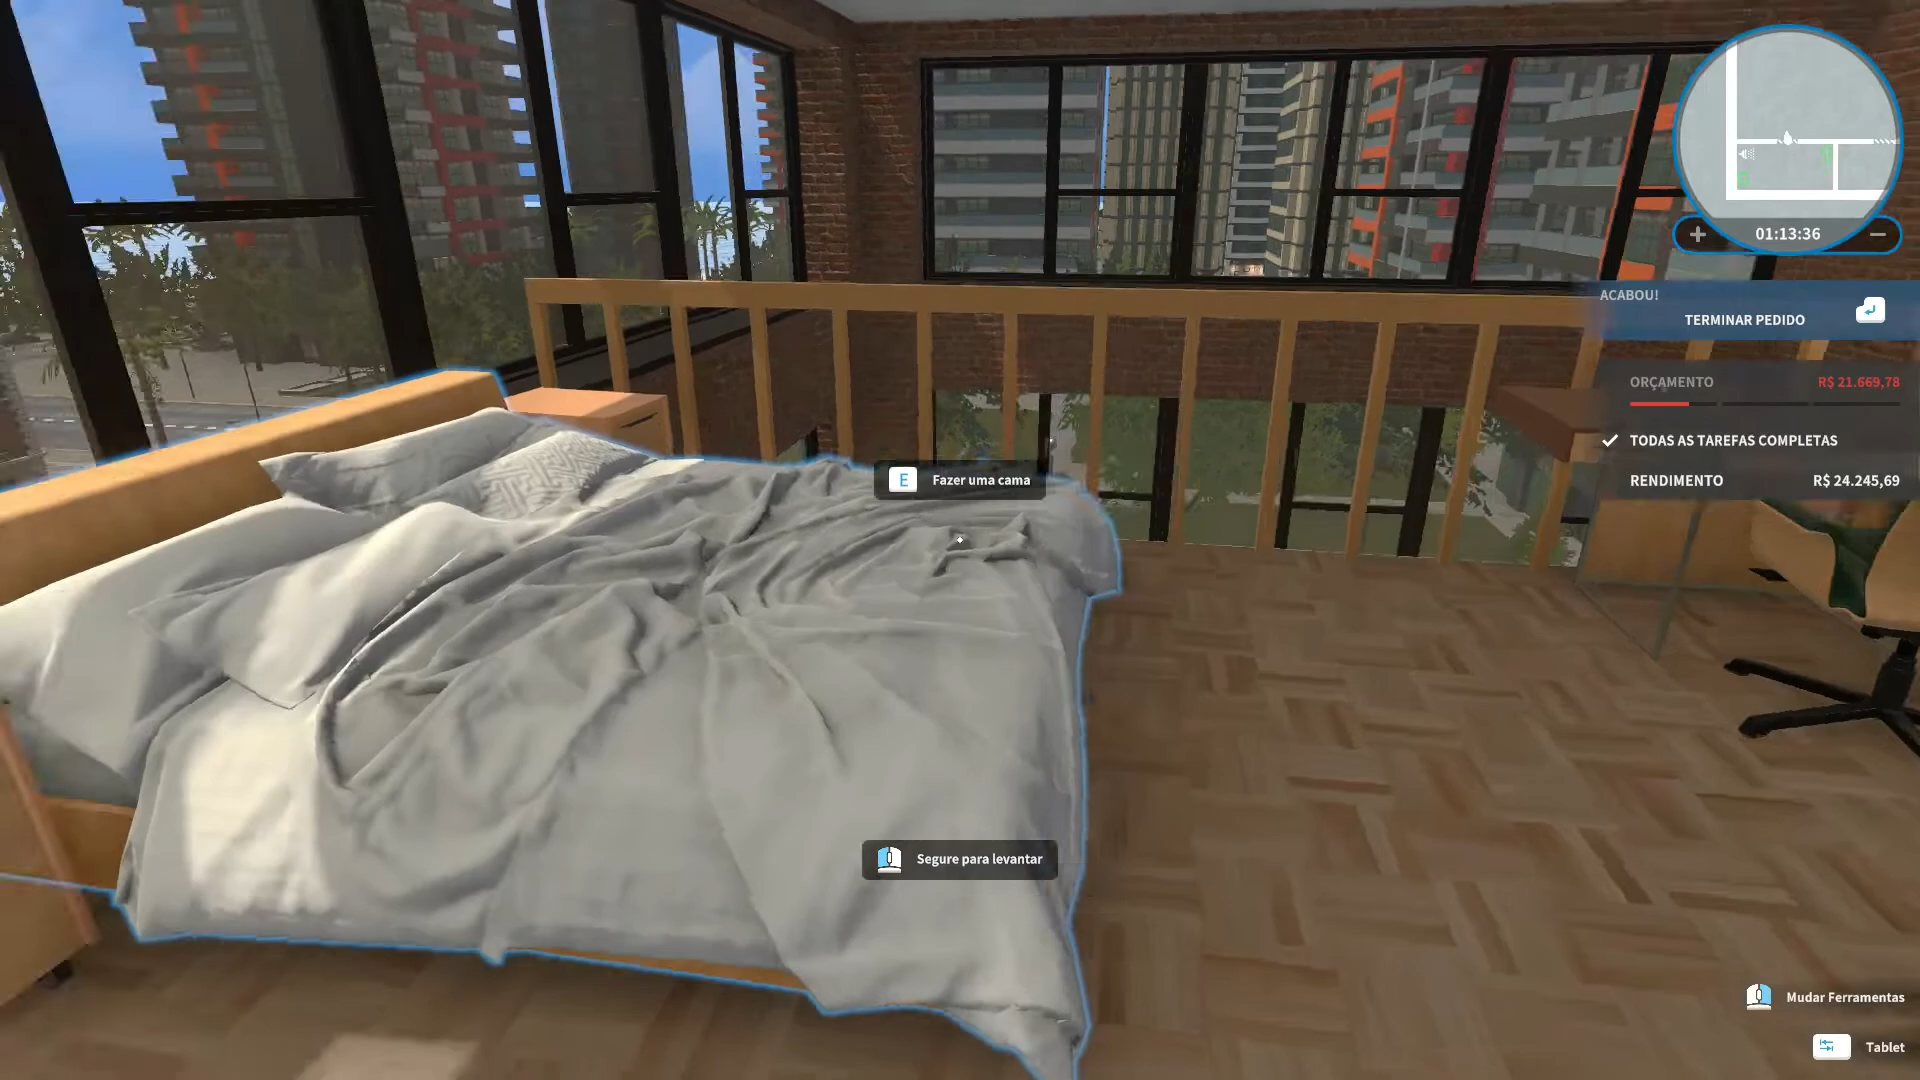 01:13:36
ACABOU!
TERMINAR PEDIDO
ORÇAMENTO R$ 21.669,78
TODAS AS TAREFAS COMPLETAS
RENDIMENTO R$ 24.245,69
E Fazer uma cama
Segure para levantar
Mudar Ferramentas
Tablet